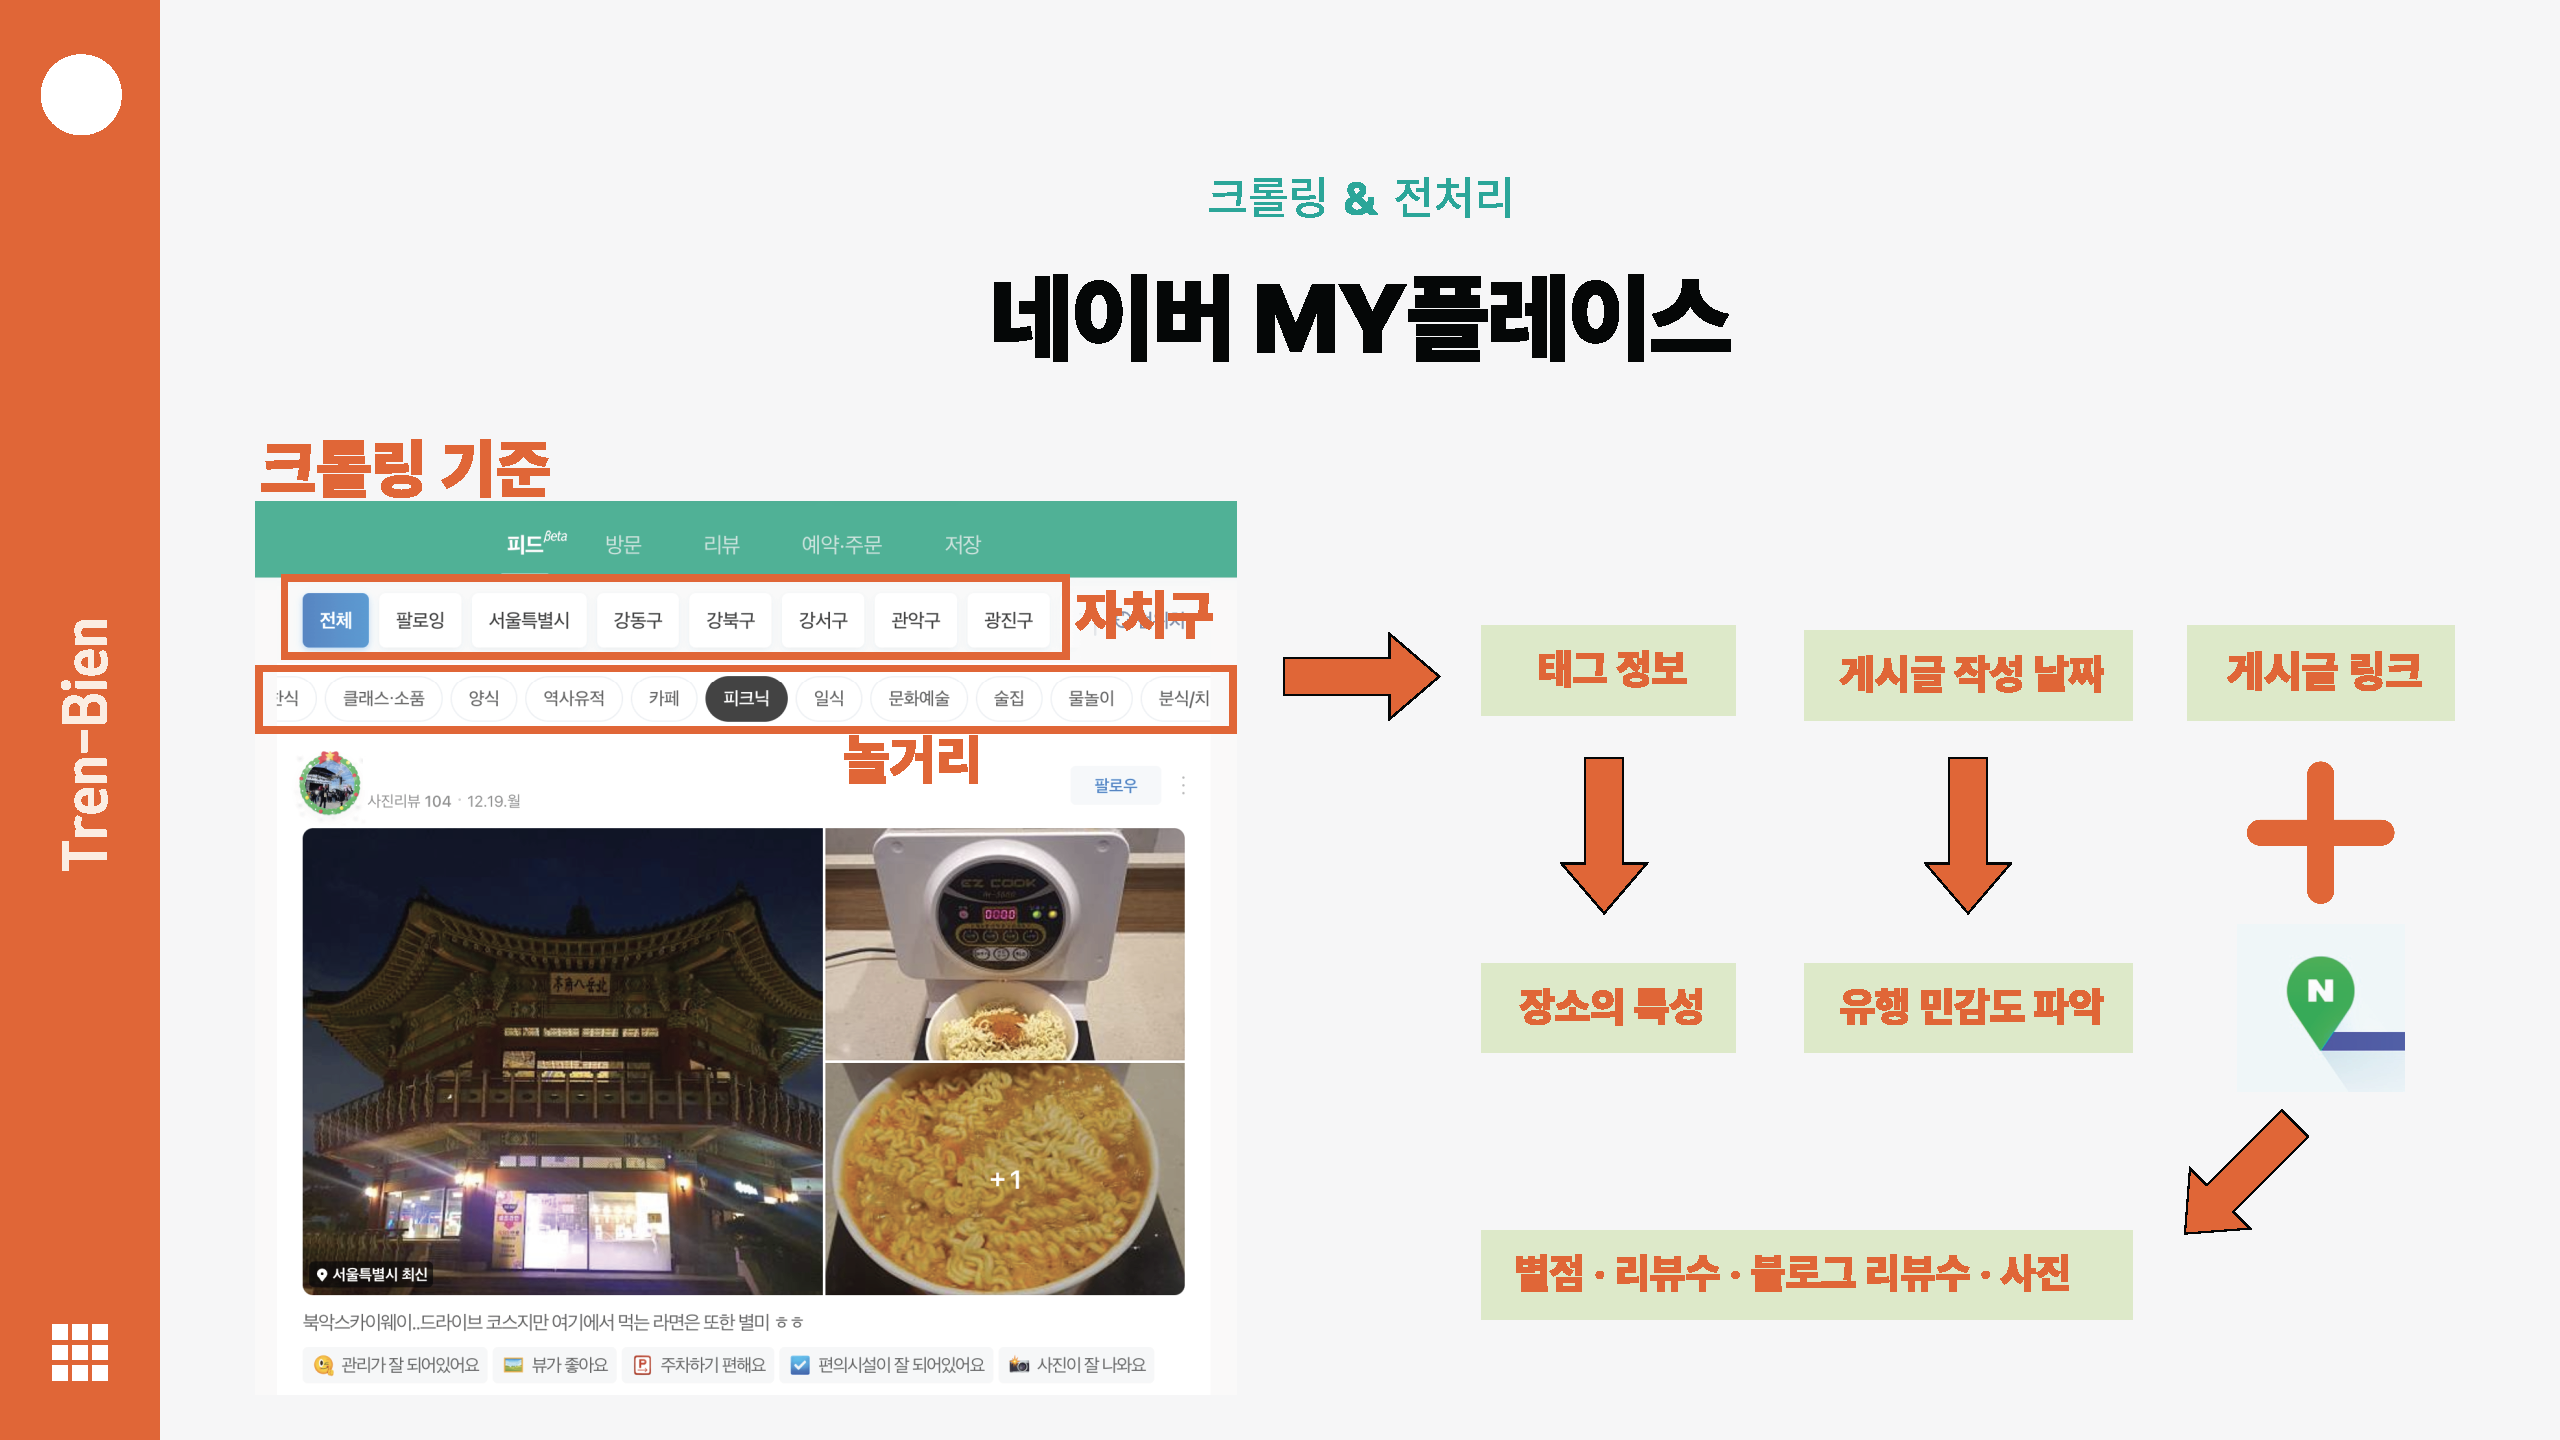 크롤링 & 전처리
네이버 MY플레이스
Tren-Bien
크롤링 기준
피드 Beta 방문 리뷰 예약·주문 저장
전체 팔로잉 서울특별시 강동구 강북구 강서구 관악구 광진구
자치구
한식 클래스·소품 양식 역사유적 카페 피크닉 일식 문화예술 술집 물놀이 분식/치
놀거리
사진리뷰 104 · 12.19.월
팔로우
EZ COOK
0000
+1
서울특별시 최신
북악스카이웨이..드라이브 코스지만 여기에서 먹는 라면은 또한 별미 ㅎㅎ
관리가 잘 되어있어요 뷰가 좋아요 P 주차하기 편해요 편의시설이 잘 되어있어요 사진이 잘 나와요
태그 정보
게시글 작성 날짜
게시글 링크
장소의 특성
유행 민감도 파악
N
별점 · 리뷰수 · 블로그 리뷰수 · 사진